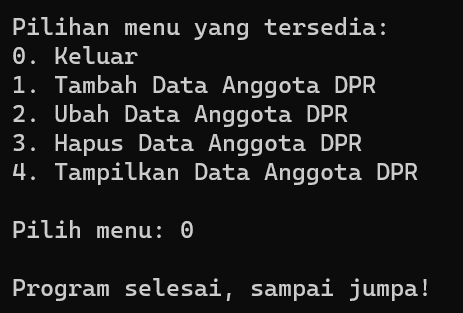 Pilihan menu yang tersedia:
0. Keluar
1. Tambah Data Anggota DPR
2. Ubah Data Anggota DPR
3. Hapus Data Anggota DPR
4. Tampilkan Data Anggota DPR
Pilih menu: 0
Program selesai, sampai jumpa!